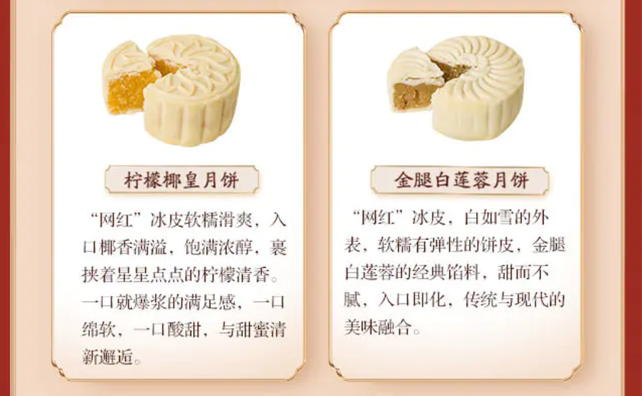 柠檬椰皇月饼
“网红”冰皮软糯滑爽，入
口椰香满溢，饱满浓醇，裹
挟着星星点点的柠檬清香。
一口就爆浆的满足感，一口
绵软，一口酸甜，与甜蜜清
新邂逅。
金腿白莲蓉月饼
“网红”冰皮，白如雪的外
表，软糯有弹性的饼皮，金腿
白莲蓉的经典馅料，甜而不
腻，入口即化，传统与现代的
美味融合。